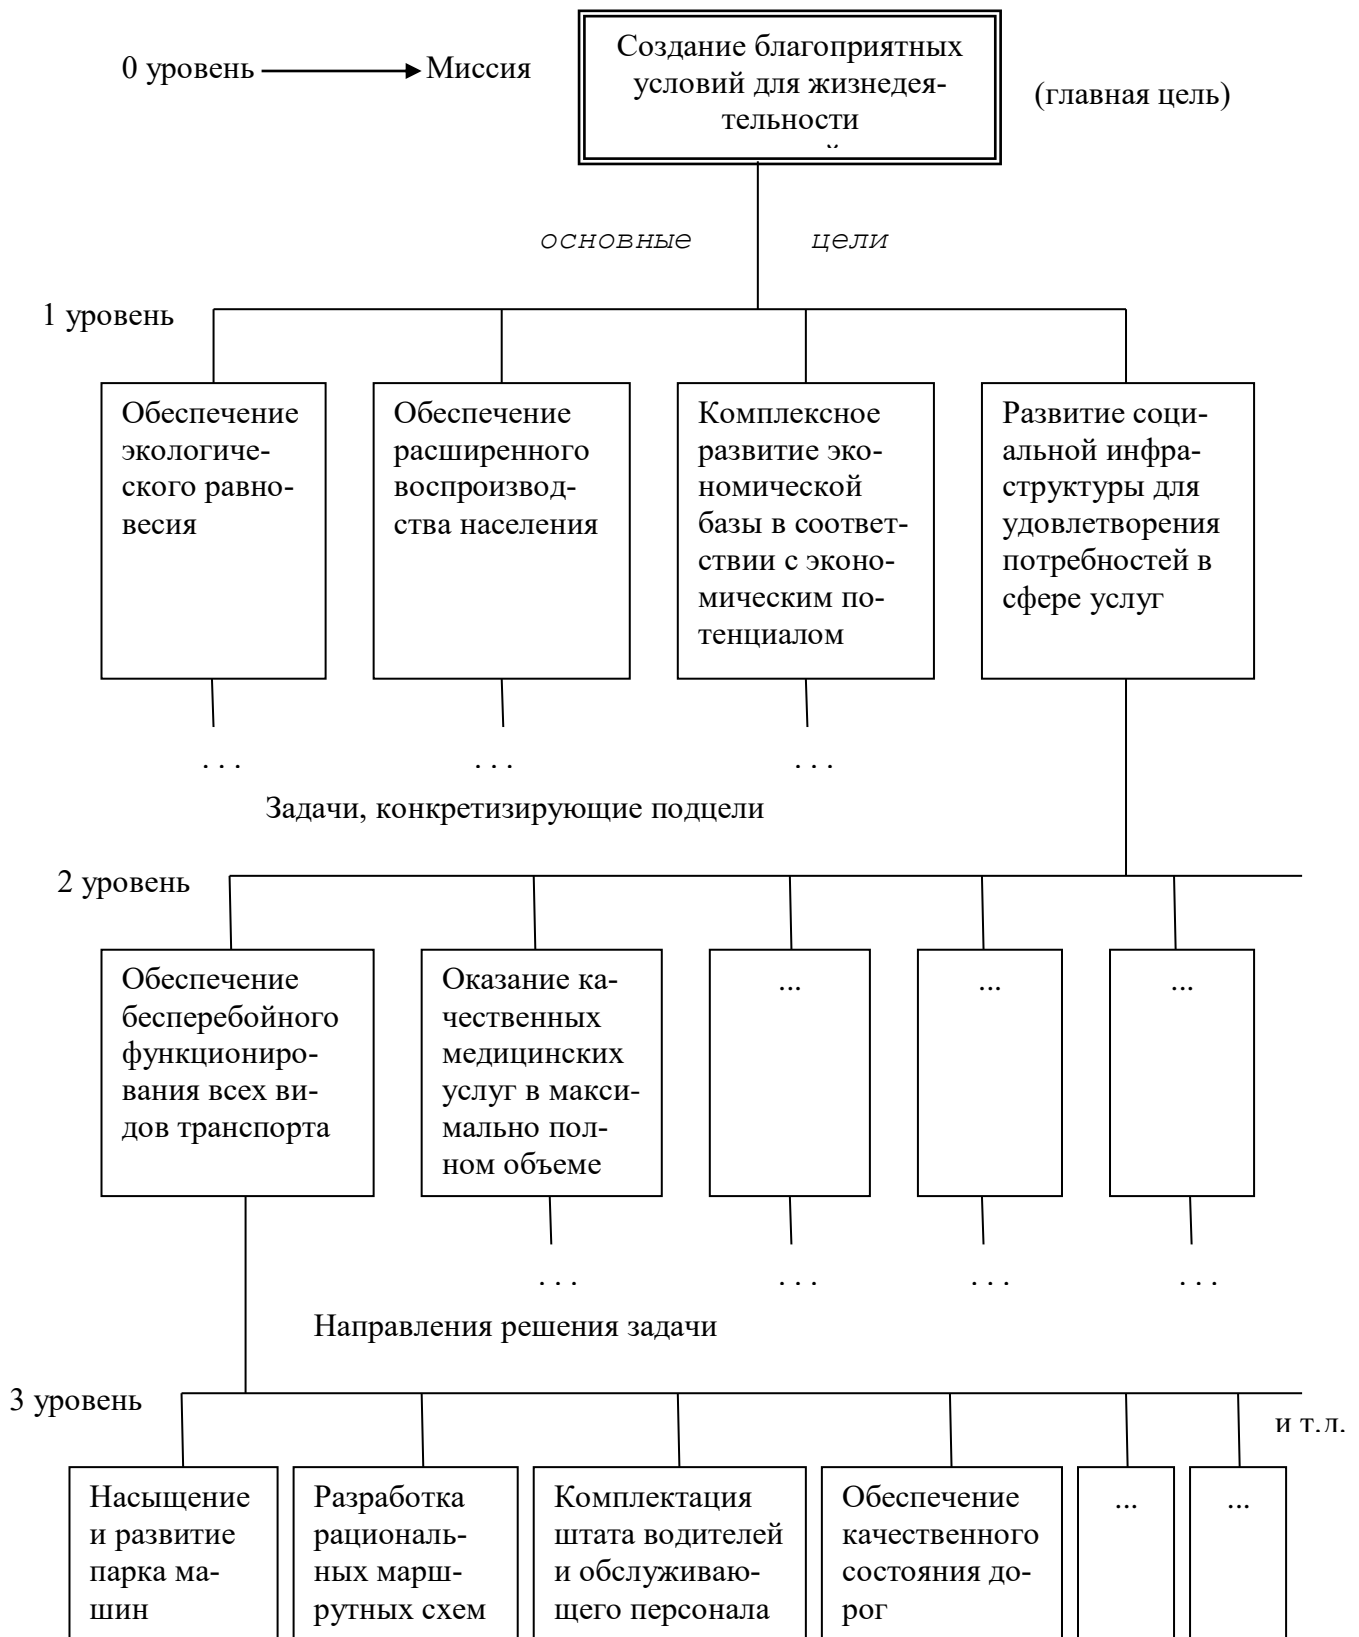 Создание благоприятных
условий для жизнедея-
тельности
0 уровень
Миссия
(главная цель)
основные
цели
1 уровень
Обеспечение
экологиче-
ского равно-
весия
Обеспечение
расширенного
воспроизвод-
ства населения
Комплексное
развитие эко-
номической
базы в соответ-
ствии с эконо-
мическим по-
тенциалом
Развитие соци-
альной инфра-
структуры для
удовлетворения
потребностей в
сфере услуг
. . .
. . .
. . .
Задачи, конкретизирующие подцели
2 уровень
Обеспечение
бесперебойного
функциониро-
вания всех ви-
дов транспорта
Оказание ка-
чественных
медицинских
услуг в макси-
мально пол-
ном объеме
...
...
...
. . .
. . .
. . .
. . .
Направления решения задачи
3 уровень
и т.д.
Насыщение
и развитие
парка ма-
шин
Разработка
рациональ-
ных марш-
рутных схем
Комплектация
штата водителей
и обслуживаю-
щего персонала
Обеспечение
качественного
состояния до-
рог
...
...